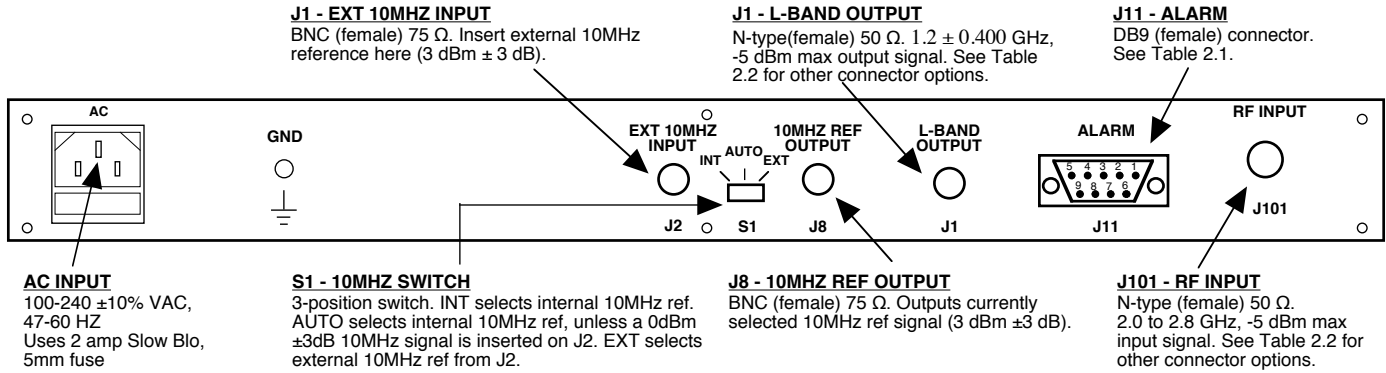 J1 - EXT 10MHZ INPUT
BNC (female) 75 Ω. Insert external 10MHz
reference here (3 dBm ± 3 dB).
J1 - L-BAND OUTPUT
N-type(female) 50 Ω. 1.2 ± 0.400 GHz,
-5 dBm max output signal. See Table
2.2 for other connector options.
J11 - ALARM
DB9 (female) connector.
See Table 2.1.
AC
GND
EXT 10MHZ
INPUT
INT
AUTO
EXT
10MHZ REF
OUTPUT
L-BAND
OUTPUT
ALARM
RF INPUT
5 4 3 2 1
9 8 7 6
J2
S1
J8
J1
J11
J101
AC INPUT
100-240 ±10% VAC,
47-60 HZ
Uses 2 amp Slow Blo,
5mm fuse
S1 - 10MHZ SWITCH
3-position switch. INT selects internal 10MHz ref.
AUTO selects internal 10MHz ref, unless a 0dBm
±3dB 10MHz signal is inserted on J2. EXT selects
external 10MHz ref from J2.
J8 - 10MHZ REF OUTPUT
BNC (female) 75 Ω. Outputs currently
selected 10MHz ref signal (3 dBm ±3 dB).
J101 - RF INPUT
N-type (female) 50 Ω.
2.0 to 2.8 GHz, -5 dBm max
input signal. See Table 2.2 for
other connector options.